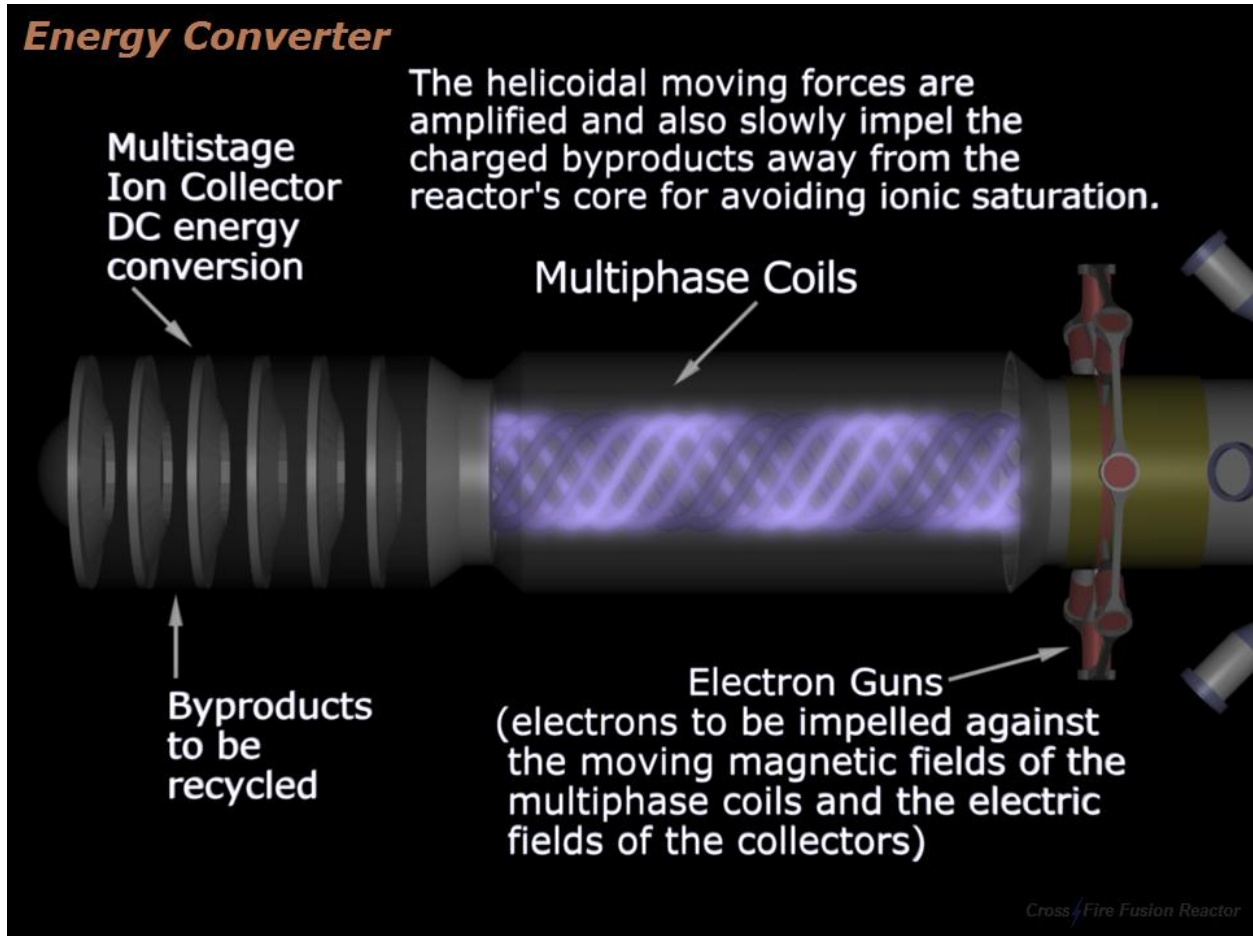 Energy Converter
The helicoidal moving forces are
amplified and also slowly impel the
charged byproducts away from the
reactor's core for avoiding ionic saturation.
Multistage
Ion Collector
DC energy
conversion
Multiphase Coils
Byproducts
to be
recycled
Electron Guns
(electrons to be impelled against
the moving magnetic fields of the
multiphase coils and the electric
fields of the collectors)
Cross Fire Fusion Reactor